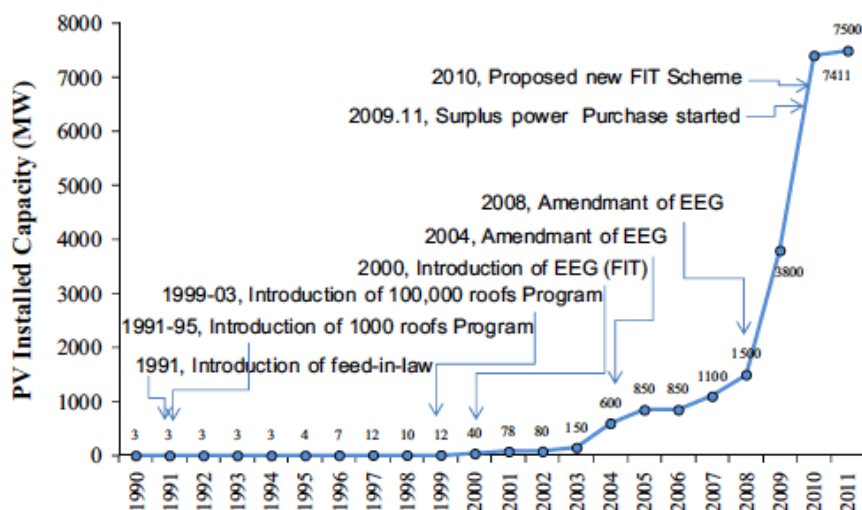 PV Installed Capacity (MW)
8000
7000
6000
5000
4000
3000
2000
1000
0
2010, Proposed new FIT Scheme
2009.11, Surplus power Purchase started
2008, Amendmant of EEG
2004, Amendmant of EEG
2000, Introduction of EEG (FIT)
1999-03, Introduction of 100,000 roofs Program
1991-95, Introduction of 1000 roofs Program
1991, Introduction of feed-in-law
3 3 3 3 3 4 7 12 10 12 40 78 80 150 600 850 850 1100 1500 3800 7411 7500
1990 1991 1992 1993 1994 1995 1996 1997 1998 1999 2000 2001 2002 2003 2004 2005 2006 2007 2008 2009 2010 2011